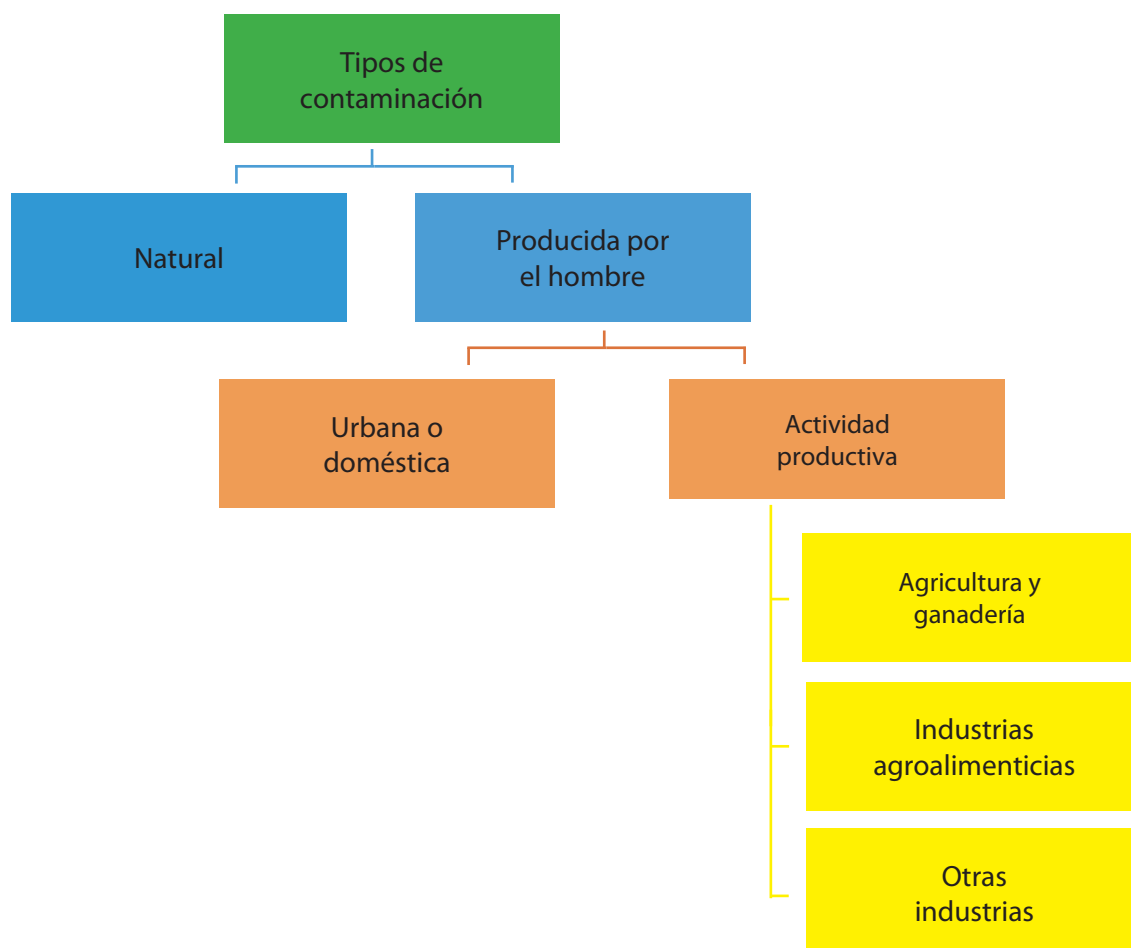 Tipos de
contaminación
Natural
Producida por
el hombre
Urbana o
doméstica
Actividad
productiva
Agricultura y
ganadería
Industrias
agroalimenticias
Otras
industrias